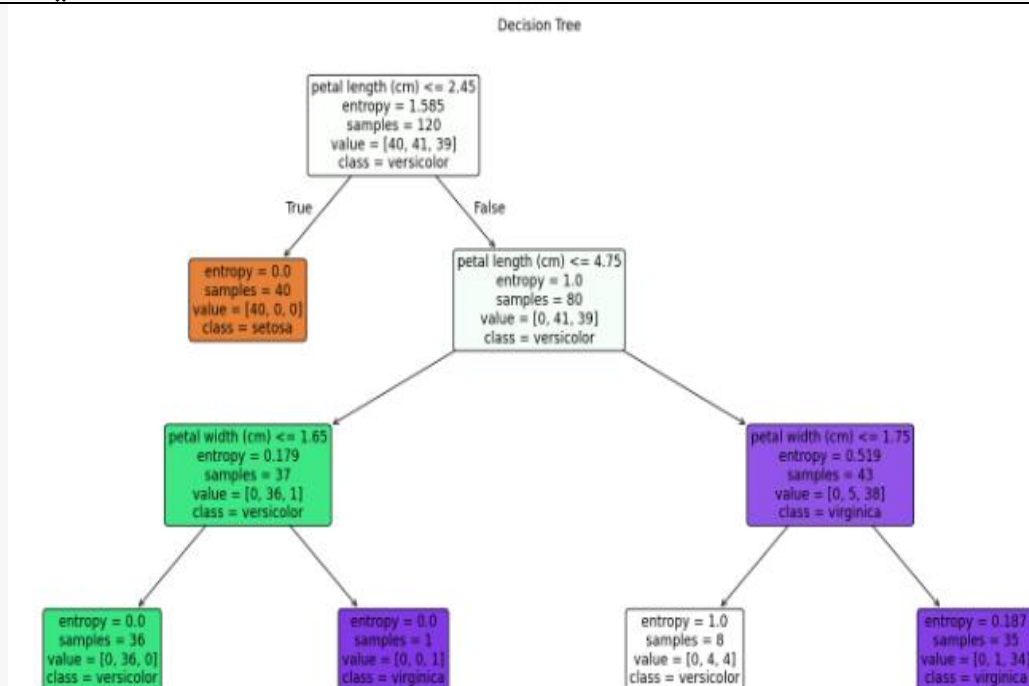 Decision Tree
petal length (cm) <= 2.45
entropy = 1.585
samples = 120
value = [40, 41, 39]
class = versicolor
True
False
entropy = 0.0
samples = 40
value = [40, 0, 0]
class = setosa
petal length (cm) <= 4.75
entropy = 1.0
samples = 80
value = [0, 41, 39]
class = versicolor
petal width (cm) <= 1.65
entropy = 0.179
samples = 37
value = [0, 36, 1]
class = versicolor
petal width (cm) <= 1.75
entropy = 0.519
samples = 43
value = [0, 5, 38]
class = virginica
entropy = 0.0
samples = 36
value = [0, 36, 0]
class = versicolor
entropy = 0.0
samples = 1
value = [0, 0, 1]
class = virginica
entropy = 1.0
samples = 8
value = [0, 4, 4]
class = versicolor
entropy = 0.187
samples = 35
value = [0, 1, 34]
class = virginica